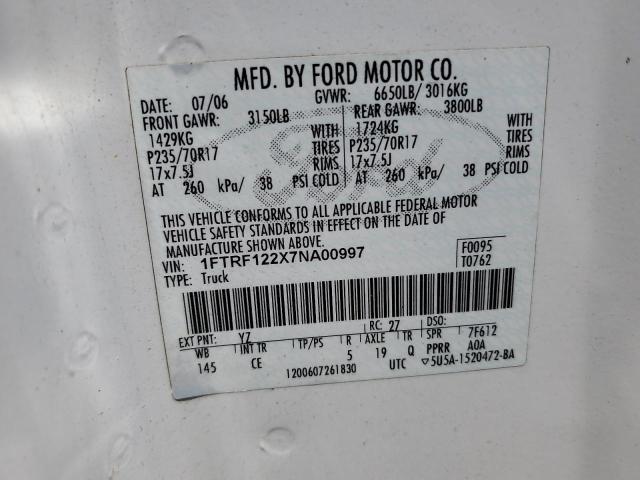 MFD. BY FORD MOTOR CO.
DATE: 07/06 GVWR: 6650LB/ 3016KG
FRONT GAWR: 3150LB REAR GAWR: 3800LB
1429KG WITH 1724KG WITH
P235/70R17 TIRES P235/70R17 TIRES
17x7.5J RIMS 17x7.5J RIMS
AT 260 kPa/ 38 PSI COLD AT 260 kPa/ 38 PSI COLD
Ford
THIS VEHICLE CONFORMS TO ALL APPLICABLE FEDERAL MOTOR
VEHICLE SAFETY STANDARDS IN EFFECT ON THE DATE OF
MANUFACTURE SHOWN ABOVE.
VIN: 1FTRF122X7NA00997 F0095
TYPE: Truck T0762
EXT PNT: YZ RC: 27 DSO:
WB INT TR TP/PS R AXLE TR SPR 7F612
145 CE 5 19 Q PPRR AOA
1200607261830 UTC ▽5U5A-1520472-BA